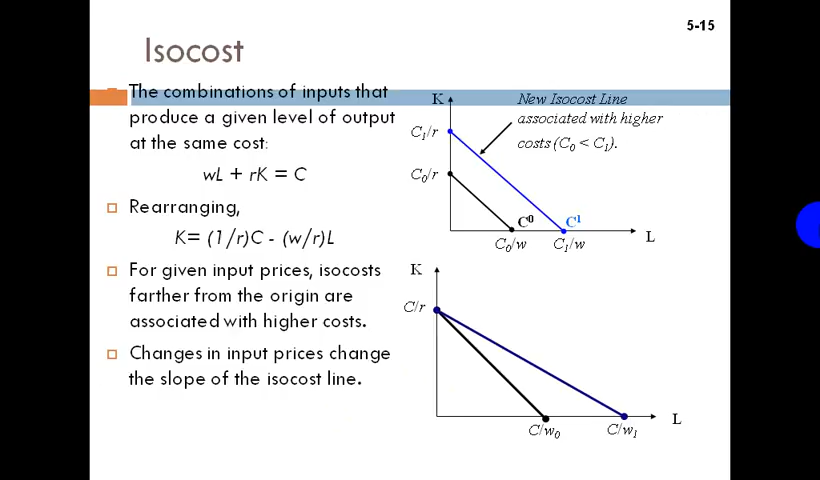 5-15
Isocost
The combinations of inputs that
produce a given level of output
at the same cost:
wL + rK = C
Rearranging,
K= (1/r)C - (w/r)L
For given input prices, isocosts
farther from the origin are
associated with higher costs.
Changes in input prices change
the slope of the isocost line.
K
New Isocost Line
associated with higher
costs (C₀ < C₁).
C₁/r
C₀/r
C⁰
C¹
L
C₀/w
C₁/w
K
C/r
L
C/w₀
C/w₁